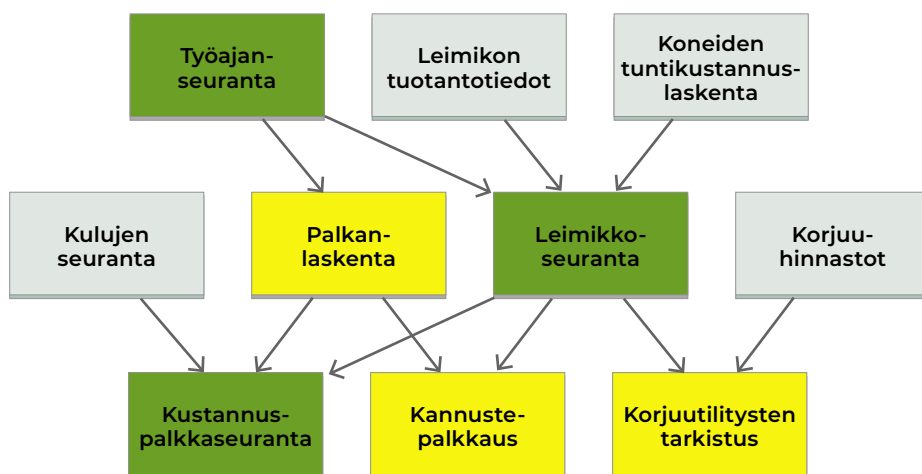 Työajan-
seuranta
Leimikon
tuotantotiedot
Koneiden
tuntikustannus-
laskenta
Kulujen
seuranta
Palkan-
laskenta
Leimikko-
seuranta
Korjuu-
hinnastot
Kustannus-
palkkaseuranta
Kannuste-
palkkaus
Korjuutilitysten
tarkistus